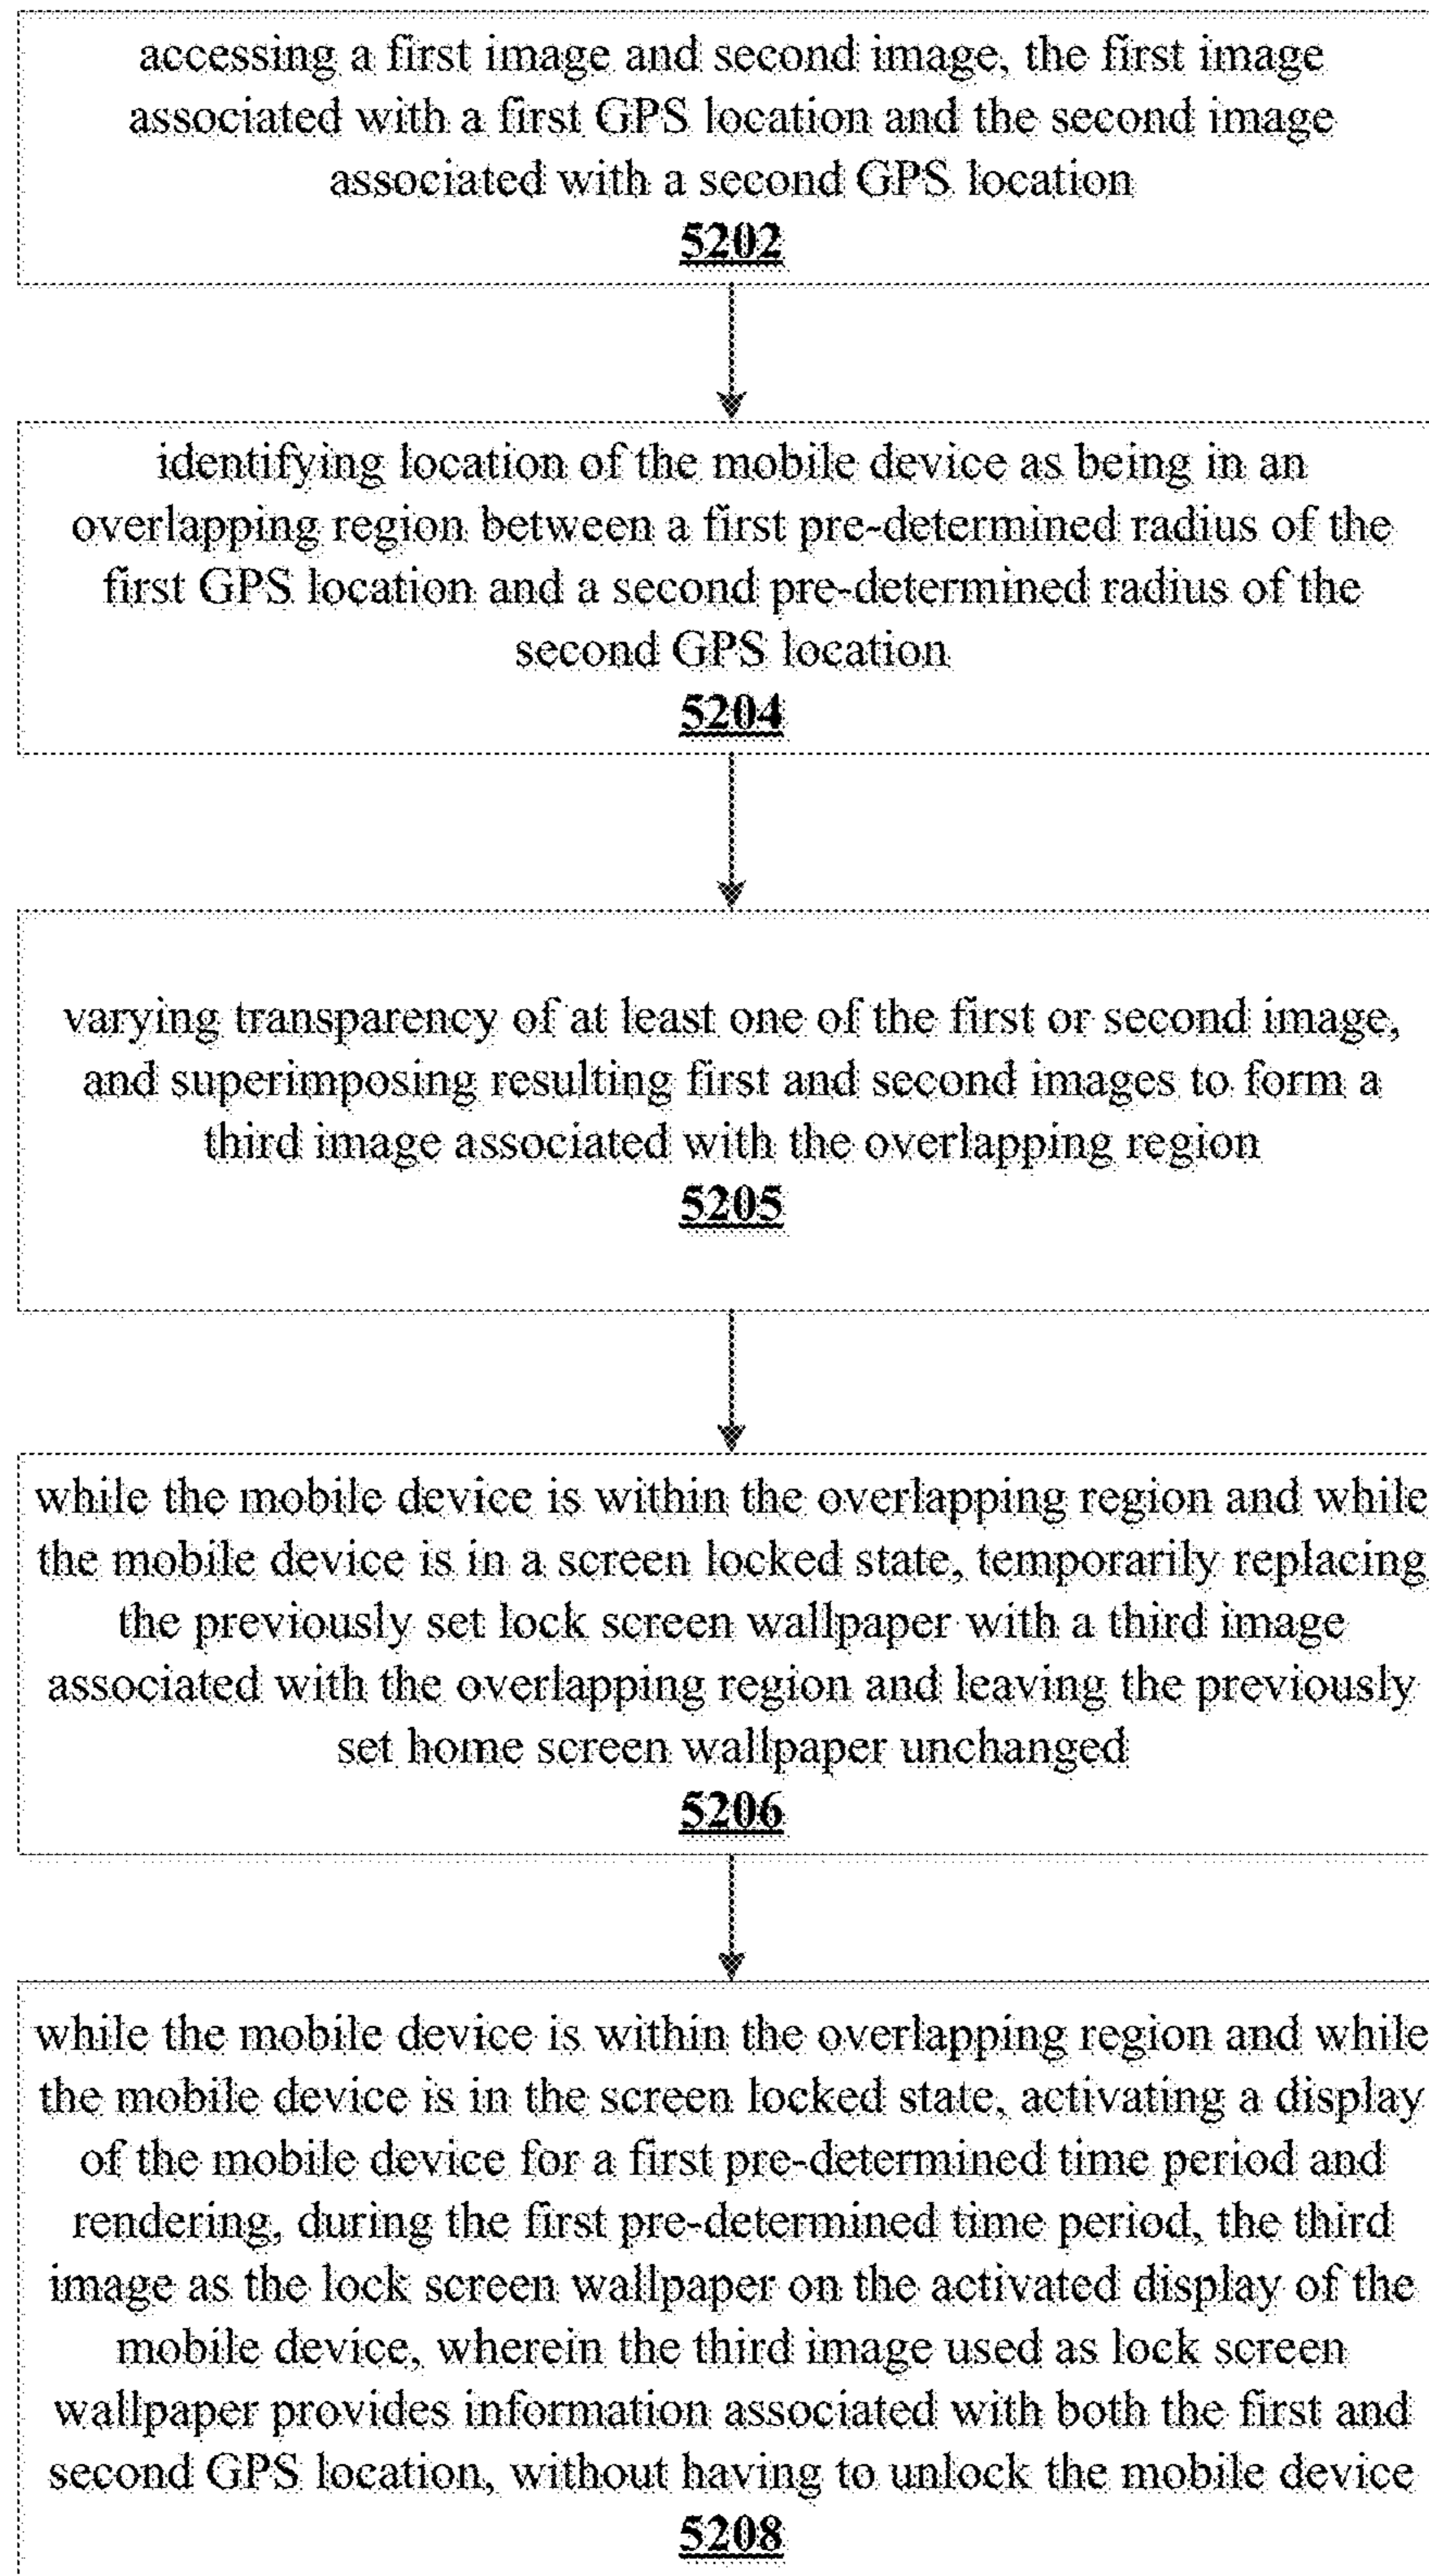 accessing a first image and second image, the first image
associated with a first GPS location and the second image
associated with a second GPS location
5202
identifying location of the mobile device as being in an
overlapping region between a first pre-determined radius of the
first GPS location and a second pre-determined radius of the
second GPS location
5204
varying transparency of at least one of the first or second image,
and superimposing resulting first and second images to form a
third image associated with the overlapping region
5205
while the mobile device is within the overlapping region and while
the mobile device is in a screen locked state, temporarily replacing
the previously set lock screen wallpaper with a third image
associated with the overlapping region and leaving the previously
set home screen wallpaper unchanged
5206
while the mobile device is within the overlapping region and while
the mobile device is in the screen locked state, activating a display
of the mobile device for a first pre-determined time period and
rendering, during the first pre-determined time period, the third
image as the lock screen wallpaper on the activated display of the
mobile device, wherein the third image used as lock screen
wallpaper provides information associated with both the first and
second GPS location, without having to unlock the mobile device
5208